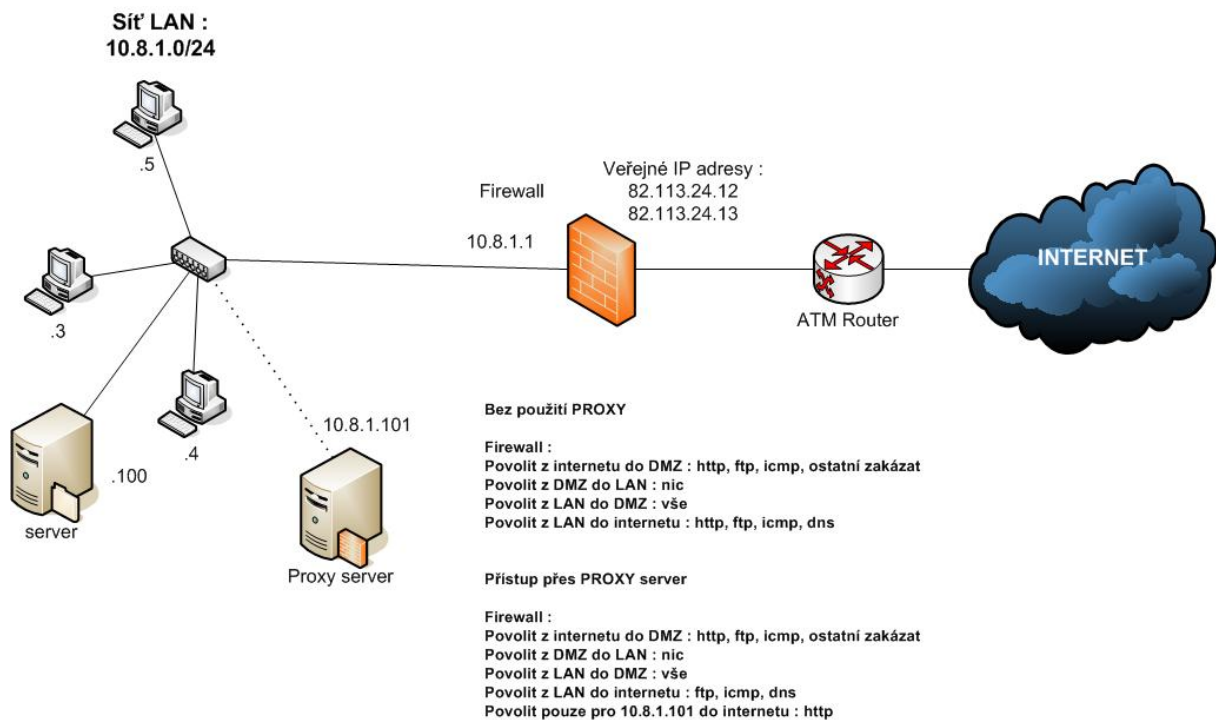 Síť LAN :
10.8.1.0/24
.5
Veřejné IP adresy :
82.113.24.12
82.113.24.13
Firewall
10.8.1.1
INTERNET
ATM Router
.3
.4
.100
server
10.8.1.101
Proxy server
Bez použití PROXY
Firewall :
Povolit z internetu do DMZ : http, ftp, icmp, ostatní zakázat
Povolit z DMZ do LAN : nic
Povolit z LAN do DMZ : vše
Povolit z LAN do internetu : http, ftp, icmp, dns
Přístup přes PROXY server
Firewall :
Povolit z internetu do DMZ : http, ftp, icmp, ostatní zakázat
Povolit z DMZ do LAN : nic
Povolit z LAN do DMZ : vše
Povolit z LAN do internetu : ftp, icmp, dns
Povolit pouze pro 10.8.1.101 do internetu : http